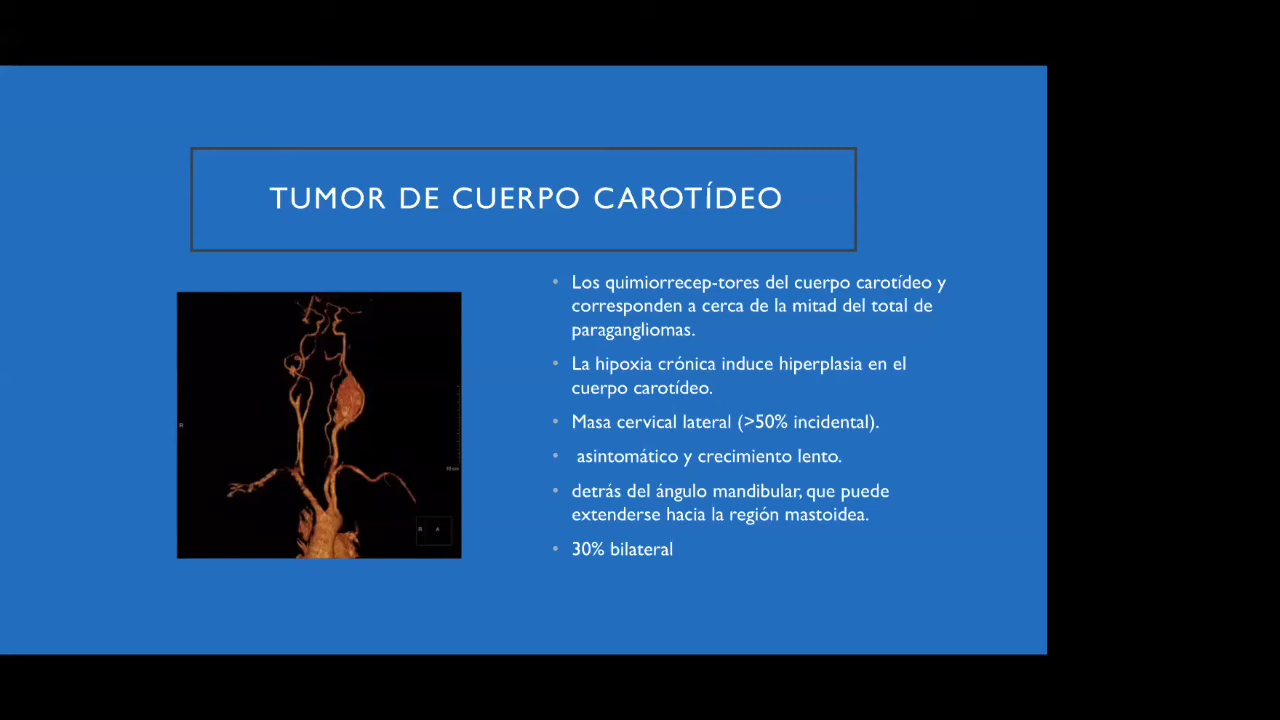 TUMOR DE CUERPO CAROTÍDEO
• Los quimiorrecep-tores del cuerpo carotídeo y
corresponden a cerca de la mitad del total de
paragangliomas.
• La hipoxia crónica induce hiperplasia en el
cuerpo carotídeo.
• Masa cervical lateral (>50% incidental).
• asintomático y crecimiento lento.
• detrás del ángulo mandibular, que puede
extenderse hacia la región mastoidea.
• 30% bilateral
R